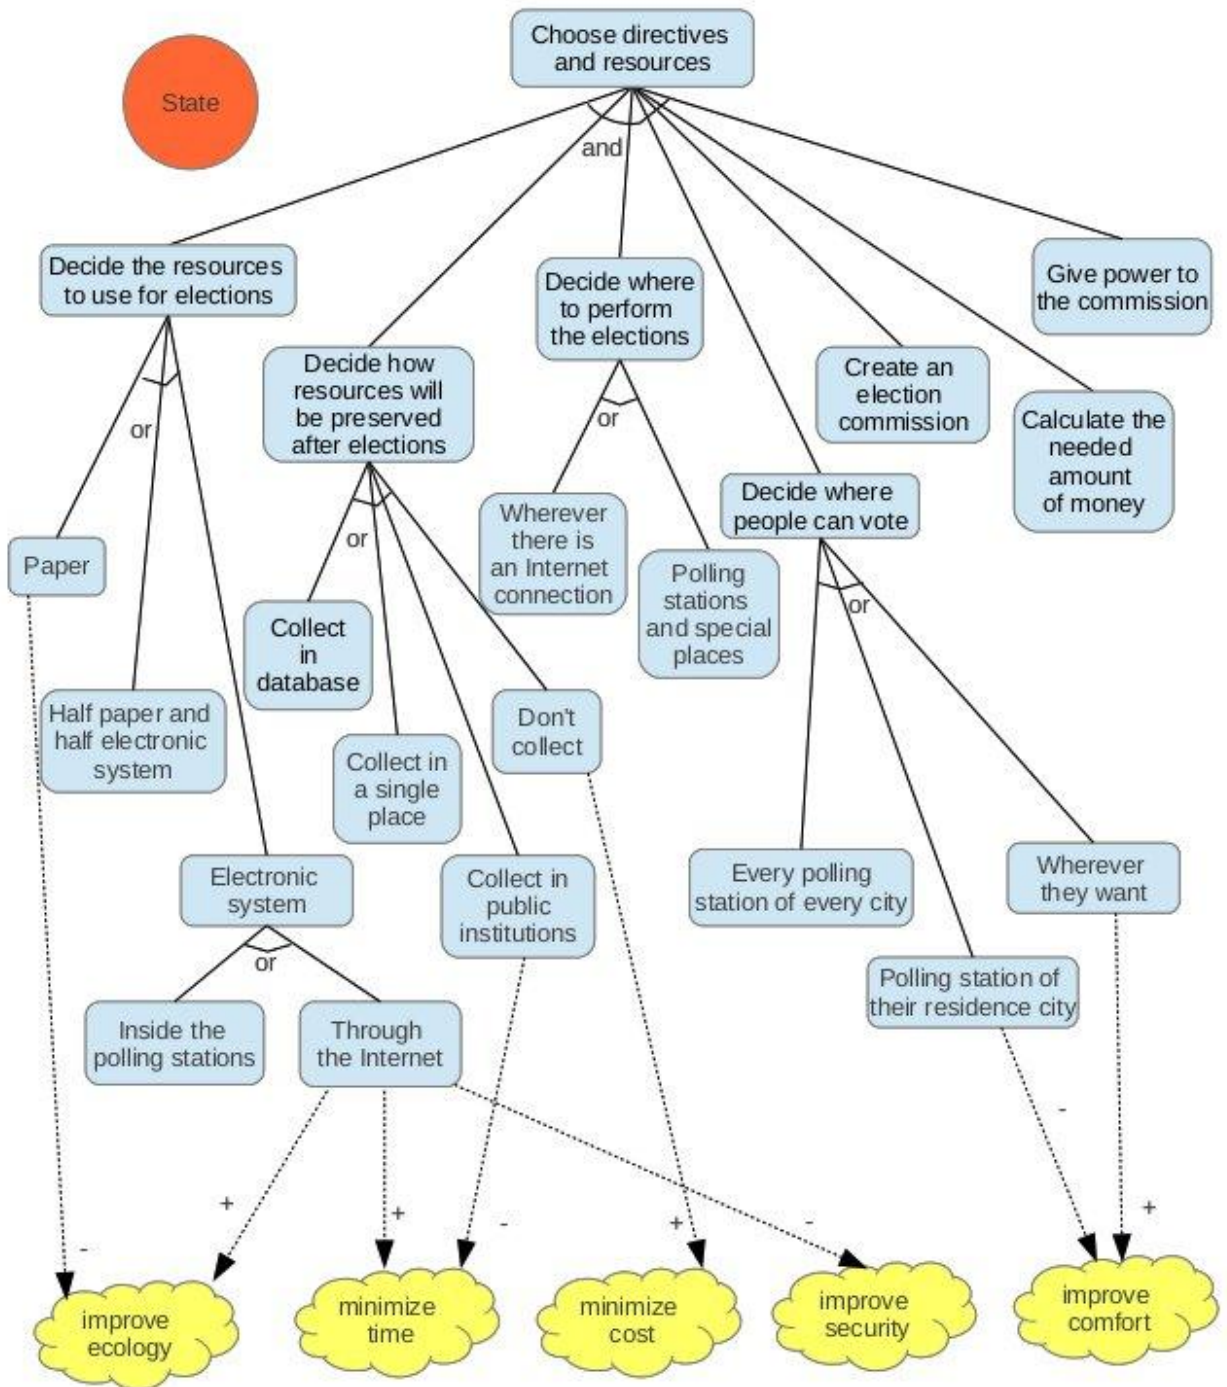 Choose directives
and resources
State
and
Decide the resources
to use for elections
Decide where
to perform
the elections
Give power to
the commission
Decide how
resources will
be preserved
after elections
Create an
election
commission
Calculate the
needed
amount
of money
or
or
or
Decide where
people can vote
Wherever
there is
an Internet
connection
Paper
Polling
stations
and special
places
or
Collect
in
database
Half paper and
half electronic
system
Don't
collect
Collect in
a single
place
Electronic
system
Collect in
public
institutions
Every polling
station of every city
Wherever
they want
or
Polling station of
their residence city
Inside the
polling stations
Through
the Internet
-
+
+
+
-
+
-
-
-
improve
ecology
minimize
time
minimize
cost
improve
security
improve
comfort